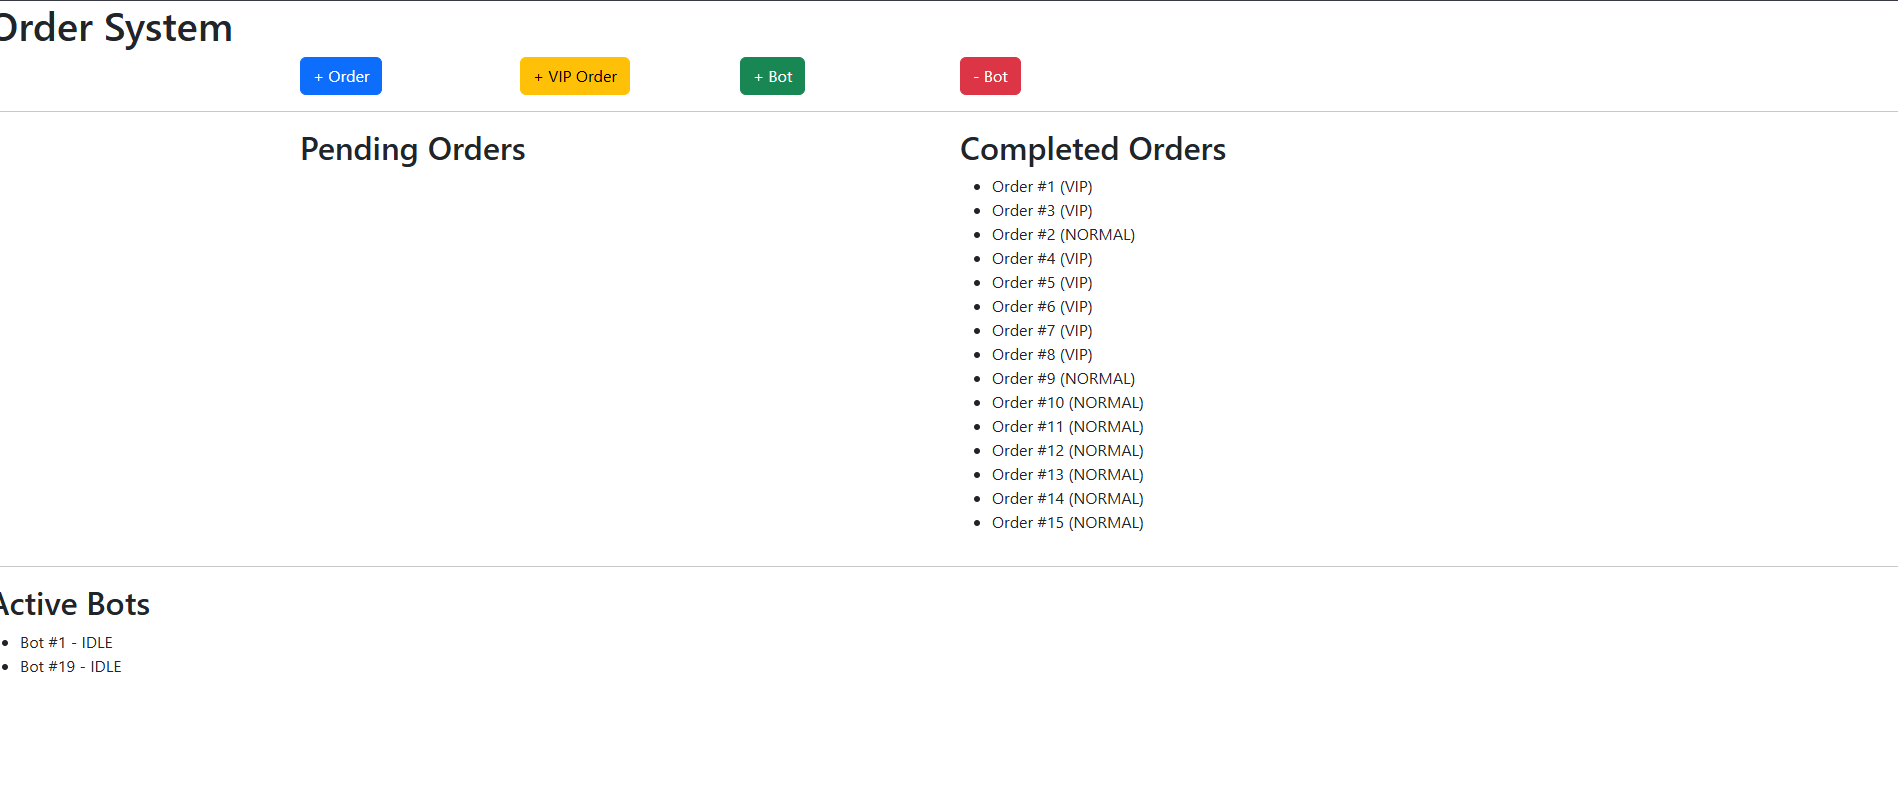 Order System
+ Order
+ VIP Order
+ Bot
- Bot
Pending Orders
Completed Orders
Order #1 (VIP)
Order #3 (VIP)
Order #2 (NORMAL)
Order #4 (VIP)
Order #5 (VIP)
Order #6 (VIP)
Order #7 (VIP)
Order #8 (VIP)
Order #9 (NORMAL)
Order #10 (NORMAL)
Order #11 (NORMAL)
Order #12 (NORMAL)
Order #13 (NORMAL)
Order #14 (NORMAL)
Order #15 (NORMAL)
Active Bots
Bot #1 - IDLE
Bot #19 - IDLE